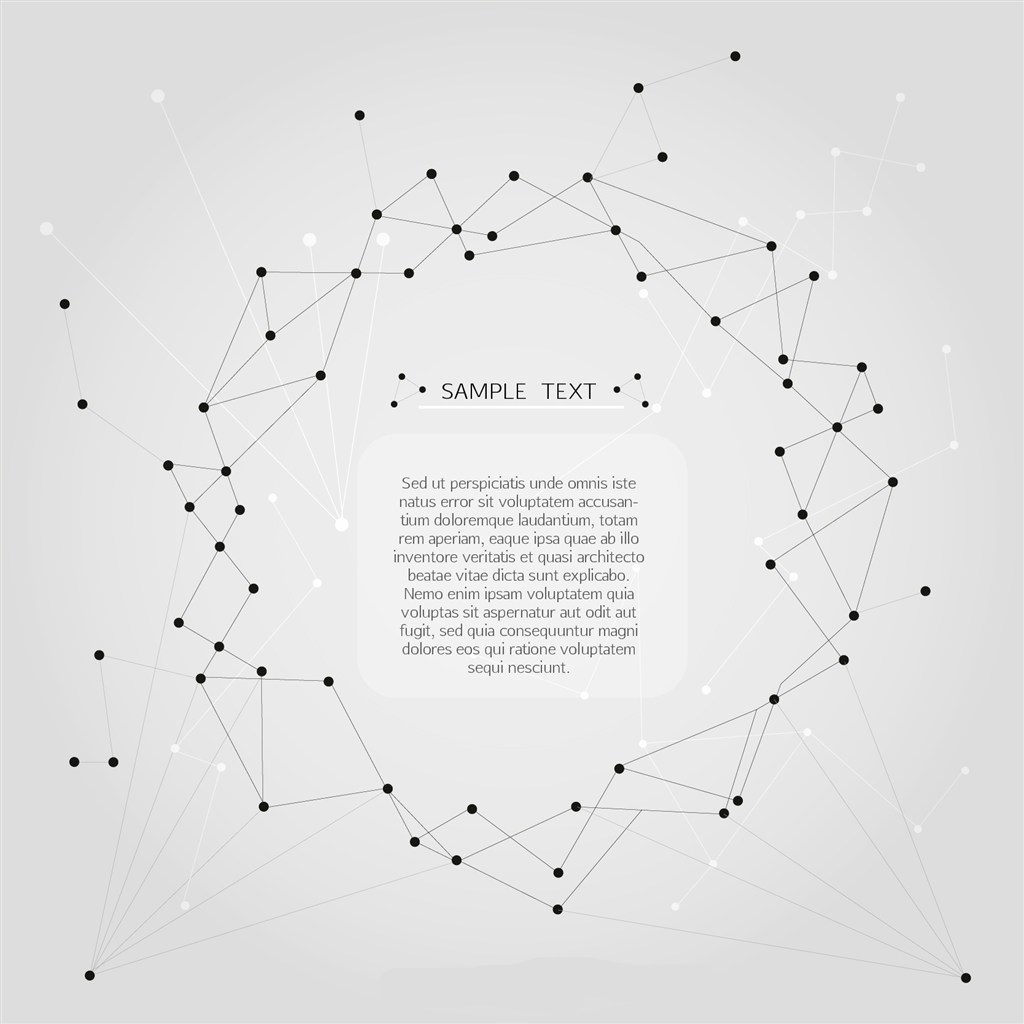 SAMPLE TEXT
Sed ut perspiciatis unde omnis iste
natus error sit voluptatem accusan-
tium doloremque laudantium, totam
rem aperiam, eaque ipsa quae ab illo
inventore veritatis et quasi architecto
beatae vitae dicta sunt explicabo.
Nemo enim ipsam voluptatem quia
voluptas sit aspernatur aut odit aut
fugit, sed quia consequuntur magni
dolores eos qui ratione voluptatem
sequi nesciunt.